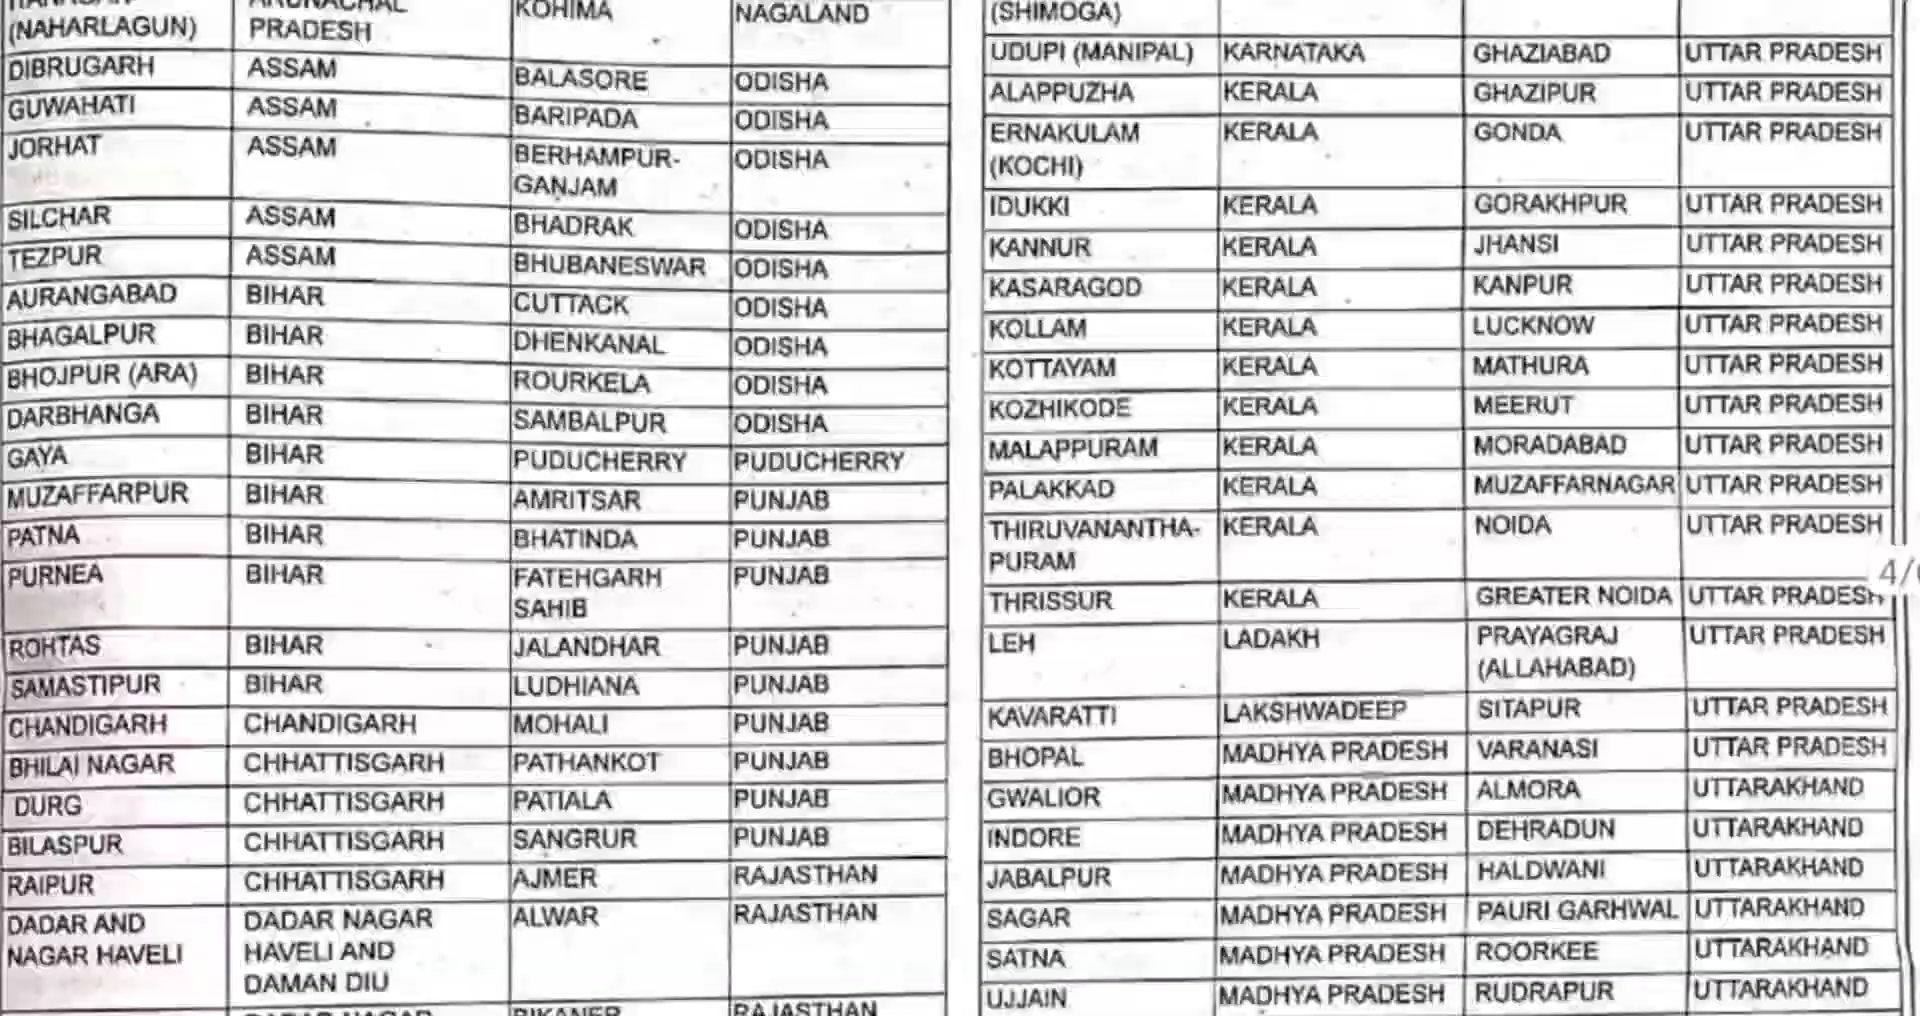 (NAHARLAGUN) PRADESH KOHIMA NAGALAND
DIBRUGARH ASSAM BALASORE ODISHA
GUWAHATI ASSAM BARIPADA ODISHA
JORHAT ASSAM BERHAMPUR- ODISHA
GANJAM
SILCHAR ASSAM BHADRAK ODISHA
TEZPUR ASSAM BHUBANESWAR ODISHA
AURANGABAD BIHAR CUTTACK ODISHA
BHAGALPUR BIHAR DHENKANAL ODISHA
BHOJPUR (ARA) BIHAR ROURKELA ODISHA
DARBHANGA BIHAR SAMBALPUR ODISHA
GAYA BIHAR PUDUCHERRY PUDUCHERRY
MUZAFFARPUR BIHAR AMRITSAR PUNJAB
PATNA BIHAR BHATINDA PUNJAB
PURNEA BIHAR FATEHGARH PUNJAB
SAHIB
ROHTAS BIHAR JALANDHAR PUNJAB
SAMASTIPUR BIHAR LUDHIANA PUNJAB
CHANDIGARH CHANDIGARH MOHALI PUNJAB
BHILAI NAGAR CHHATTISGARH PATHANKOT PUNJAB
DURG CHHATTISGARH PATIALA PUNJAB
BILASPUR CHHATTISGARH SANGRUR PUNJAB
RAIPUR CHHATTISGARH AJMER RAJASTHAN
DADAR AND DADAR NAGAR ALWAR RAJASTHAN
NAGAR HAVELI HAVELI AND
DAMAN DIU
DADAR NAGAR BIKANER RAJASTHAN
(SHIMOGA)
UDUPI (MANIPAL) KARNATAKA GHAZIABAD UTTAR PRADESH
ALAPPUZHA KERALA GHAZIPUR UTTAR PRADESH
ERNAKULAM KERALA GONDA UTTAR PRADESH
(KOCHI)
IDUKKI KERALA GORAKHPUR UTTAR PRADESH
KANNUR KERALA JHANSI UTTAR PRADESH
KASARAGOD KERALA KANPUR UTTAR PRADESH
KOLLAM KERALA LUCKNOW UTTAR PRADESH
KOTTAYAM KERALA MATHURA UTTAR PRADESH
KOZHIKODE KERALA MEERUT UTTAR PRADESH
MALAPPURAM KERALA MORADABAD UTTAR PRADESH
PALAKKAD KERALA MUZAFFARNAGAR UTTAR PRADESH
THIRUVANANTHA- KERALA NOIDA UTTAR PRADESH
PURAM
THRISSUR KERALA GREATER NOIDA UTTAR PRADESH
LEH LADAKH PRAYAGRAJ UTTAR PRADESH
(ALLAHABAD)
KAVARATTI LAKSHWADEEP SITAPUR UTTAR PRADESH
BHOPAL MADHYA PRADESH VARANASI UTTAR PRADESH
GWALIOR MADHYA PRADESH ALMORA UTTARAKHAND
INDORE MADHYA PRADESH DEHRADUN UTTARAKHAND
JABALPUR MADHYA PRADESH HALDWANI UTTARAKHAND
SAGAR MADHYA PRADESH PAURI GARHWAL UTTARAKHAND
SATNA MADHYA PRADESH ROORKEE UTTARAKHAND
UJJAIN MADHYA PRADESH RUDRAPUR UTTARAKHAND